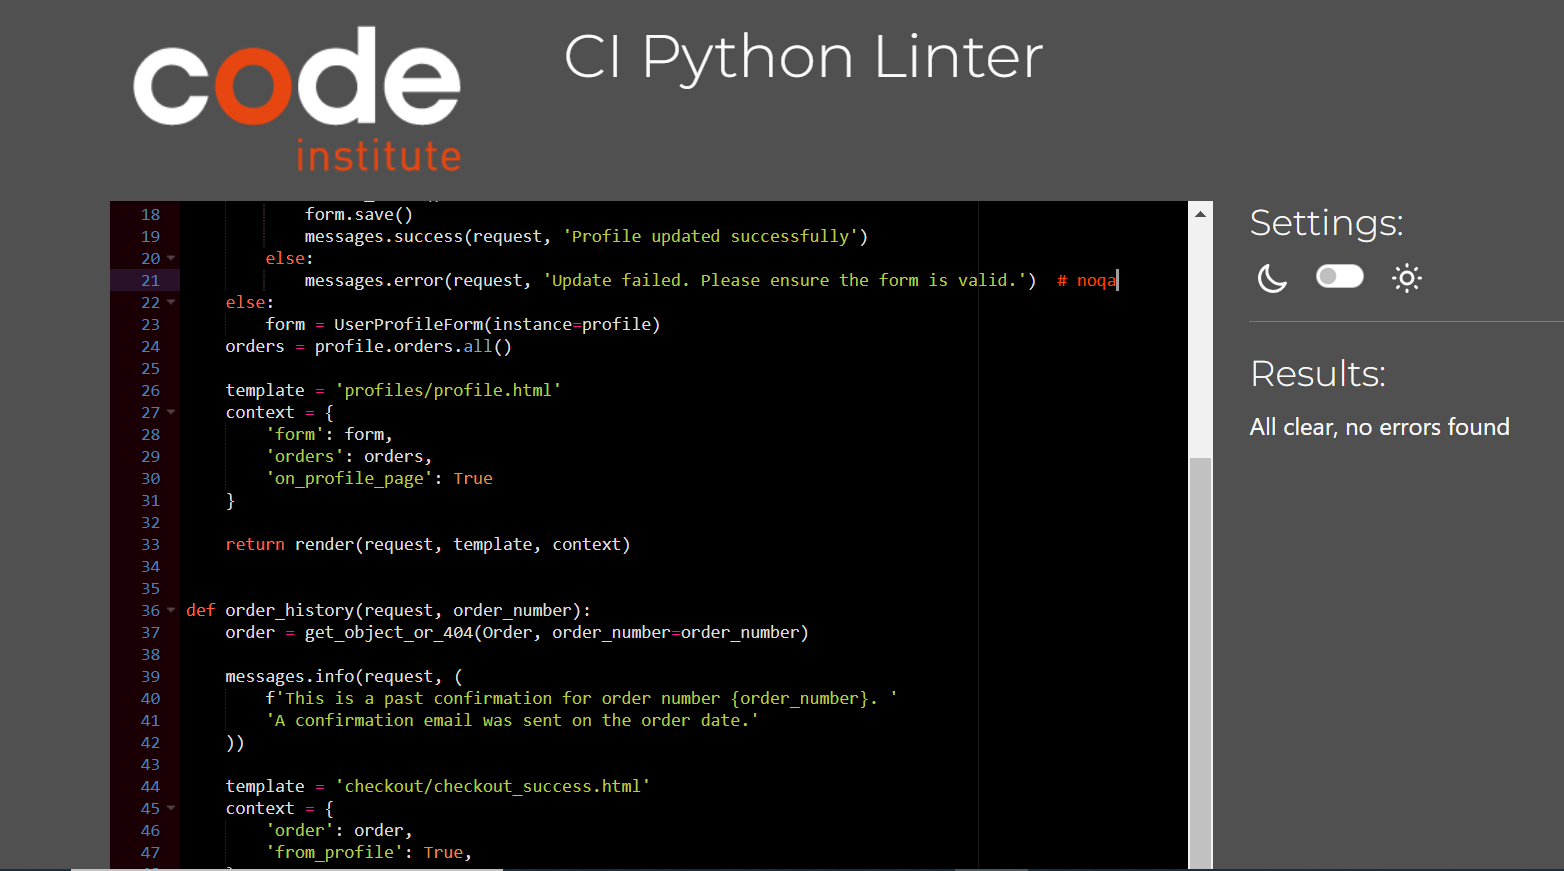 code
institute
CI Python Linter
18 form.save()
19 messages.success(request, 'Profile updated successfully')
20 else:
21 messages.error(request, 'Update failed. Please ensure the form is valid.')  # noqa
22 else:
23 form = UserProfileForm(instance=profile)
24 orders = profile.orders.all()
25
26 template = 'profiles/profile.html'
27 context = {
28 'form': form,
29 'orders': orders,
30 'on_profile_page': True
31 }
32
33 return render(request, template, context)
34
35
36 def order_history(request, order_number):
37 order = get_object_or_404(Order, order_number=order_number)
38
39 messages.info(request, (
40 f'This is a past confirmation for order number {order_number}. '
41 'A confirmation email was sent on the order date.'
42 ))
43
44 template = 'checkout/checkout_success.html'
45 context = {
46 'order': order,
47 'from_profile': True,
Settings:
Results:
All clear, no errors found